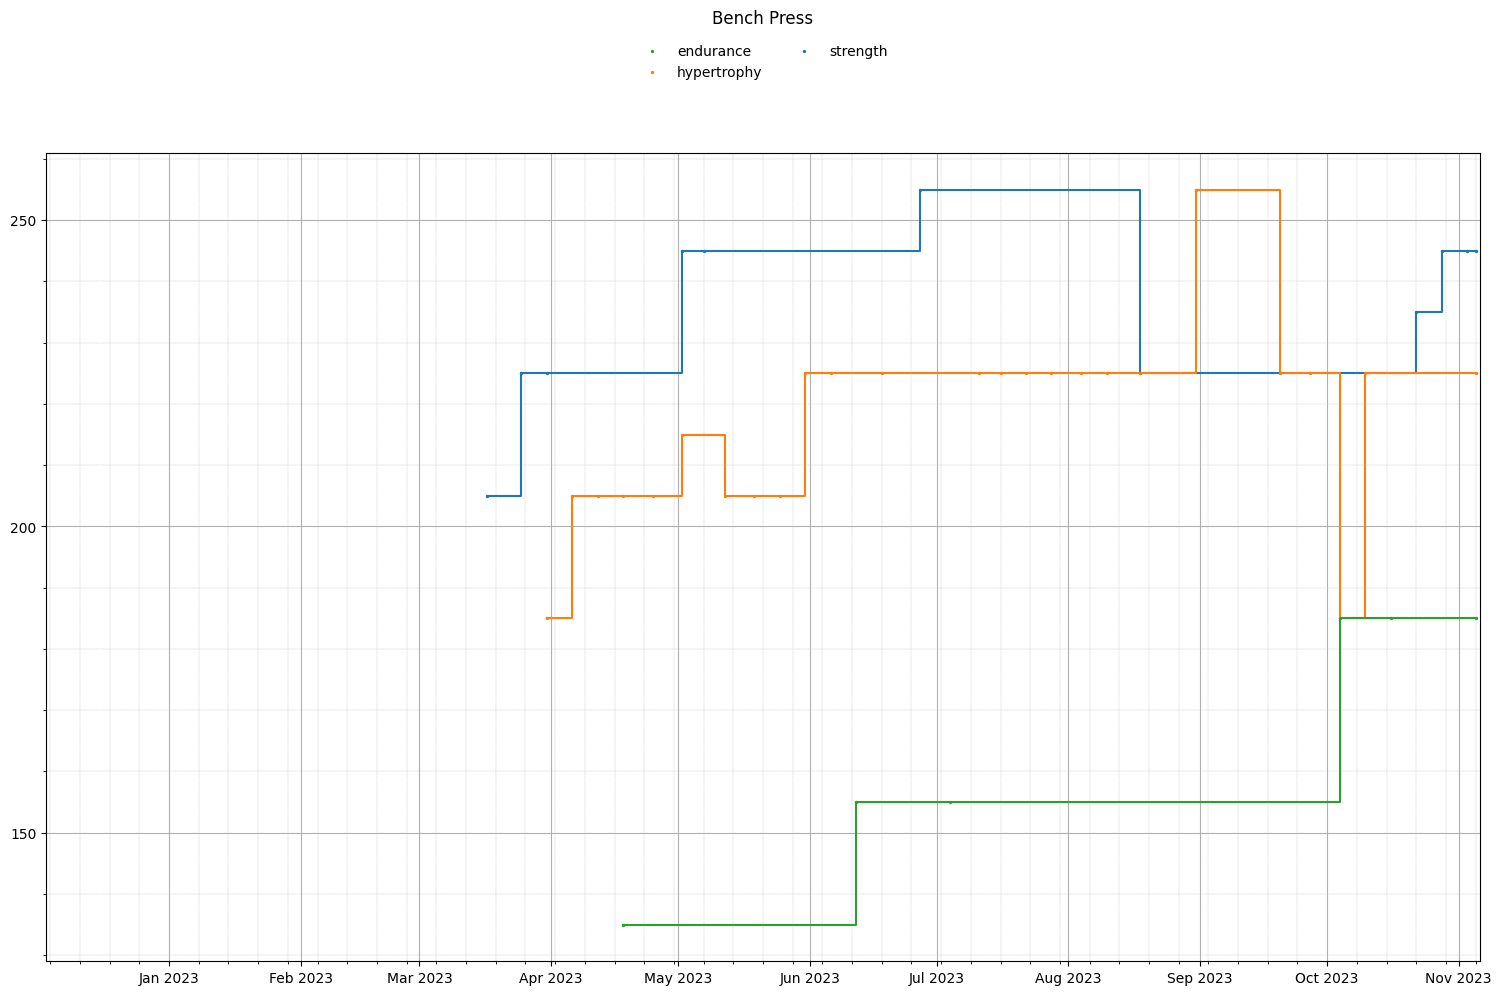 Bench Press
endurance
strength
hypertrophy
250
200
150
Jan 2023
Feb 2023
Mar 2023
Apr 2023
May 2023
Jun 2023
Jul 2023
Aug 2023
Sep 2023
Oct 2023
Nov 2023